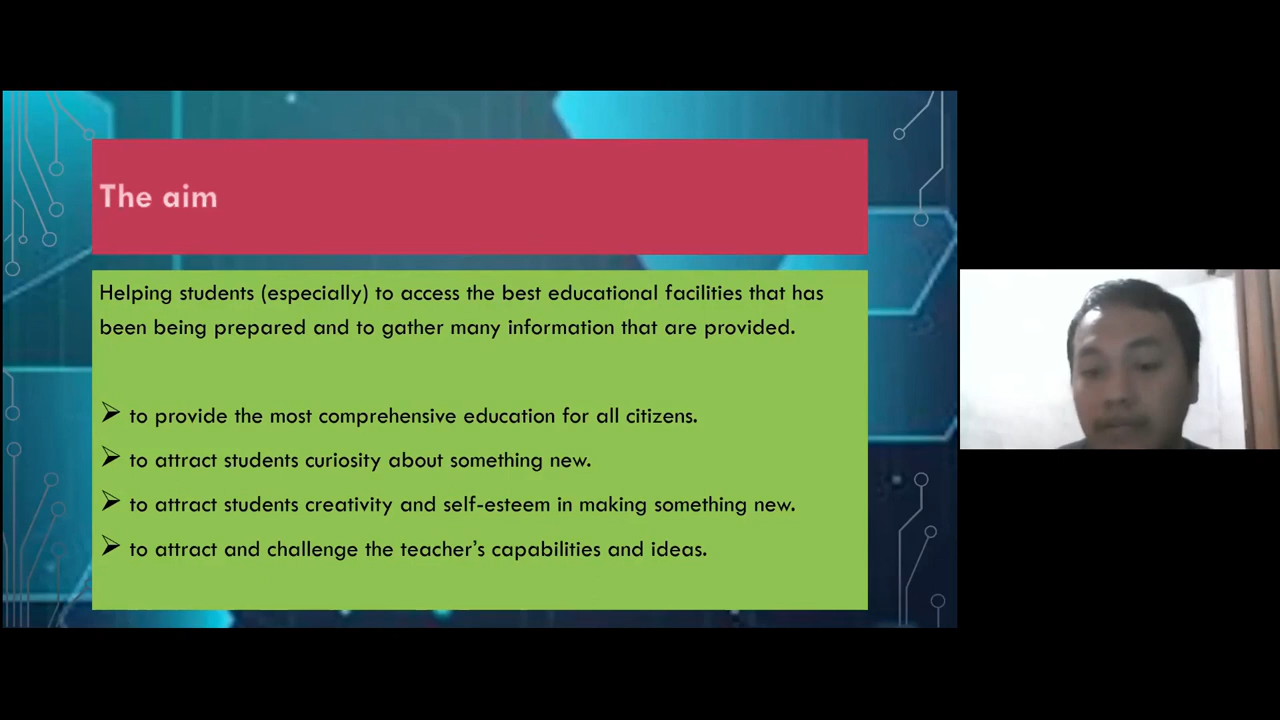 The aim
Helping students (especially) to access the best educational facilities that has
been being prepared and to gather many information that are provided.
➢ to provide the most comprehensive education for all citizens.
➢ to attract students curiosity about something new.
➢ to attract students creativity and self-esteem in making something new.
➢ to attract and challenge the teacher’s capabilities and ideas.